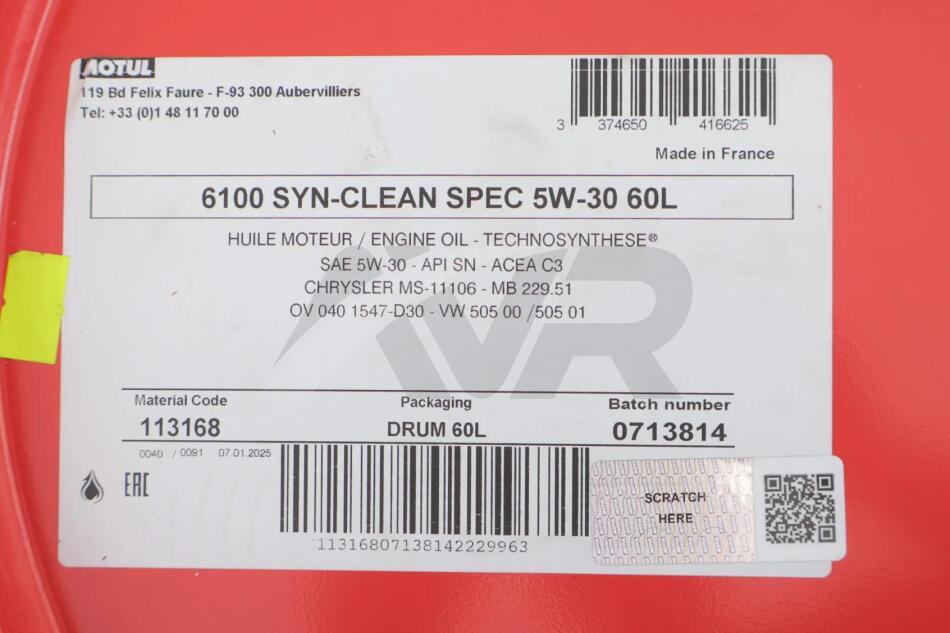 MOTUL
119 Bd Felix Faure - F-93 300 Aubervilliers
Tel: +33 (0)1 48 11 70 00
3 374650 416625
Made in France
6100 SYN-CLEAN SPEC 5W-30 60L
HUILE MOTEUR / ENGINE OIL - TECHNOSYNTHESE®
SAE 5W-30 - API SN - ACEA C3
CHRYSLER MS-11106 - MB 229.51
OV 040 1547-D30 - VW 505 00 /505 01
VR
Material Code
Packaging
Batch number
113168
DRUM 60L
0713814
0040 / 0091 07.01.2025
EAC
SCRATCH
HERE
11316807138142229963